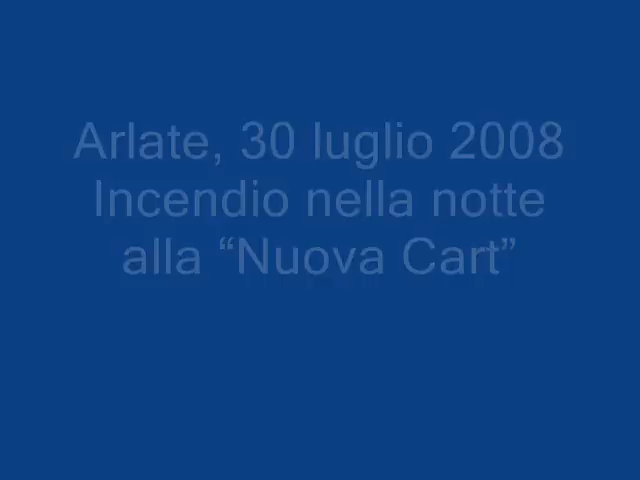 Arlate, 30 luglio 2008
Incendio nella notte
alla “Nuova Cart”